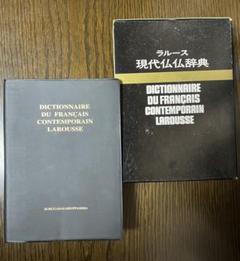 DICTIONNAIRE
DU FRANÇAIS
CONTEMPORAIN
LAROUSSE
ラルース
現代仏仏辞典
DICTIONNAIRE
DU FRANÇAIS
CONTEMPORAIN
LAROUSSE